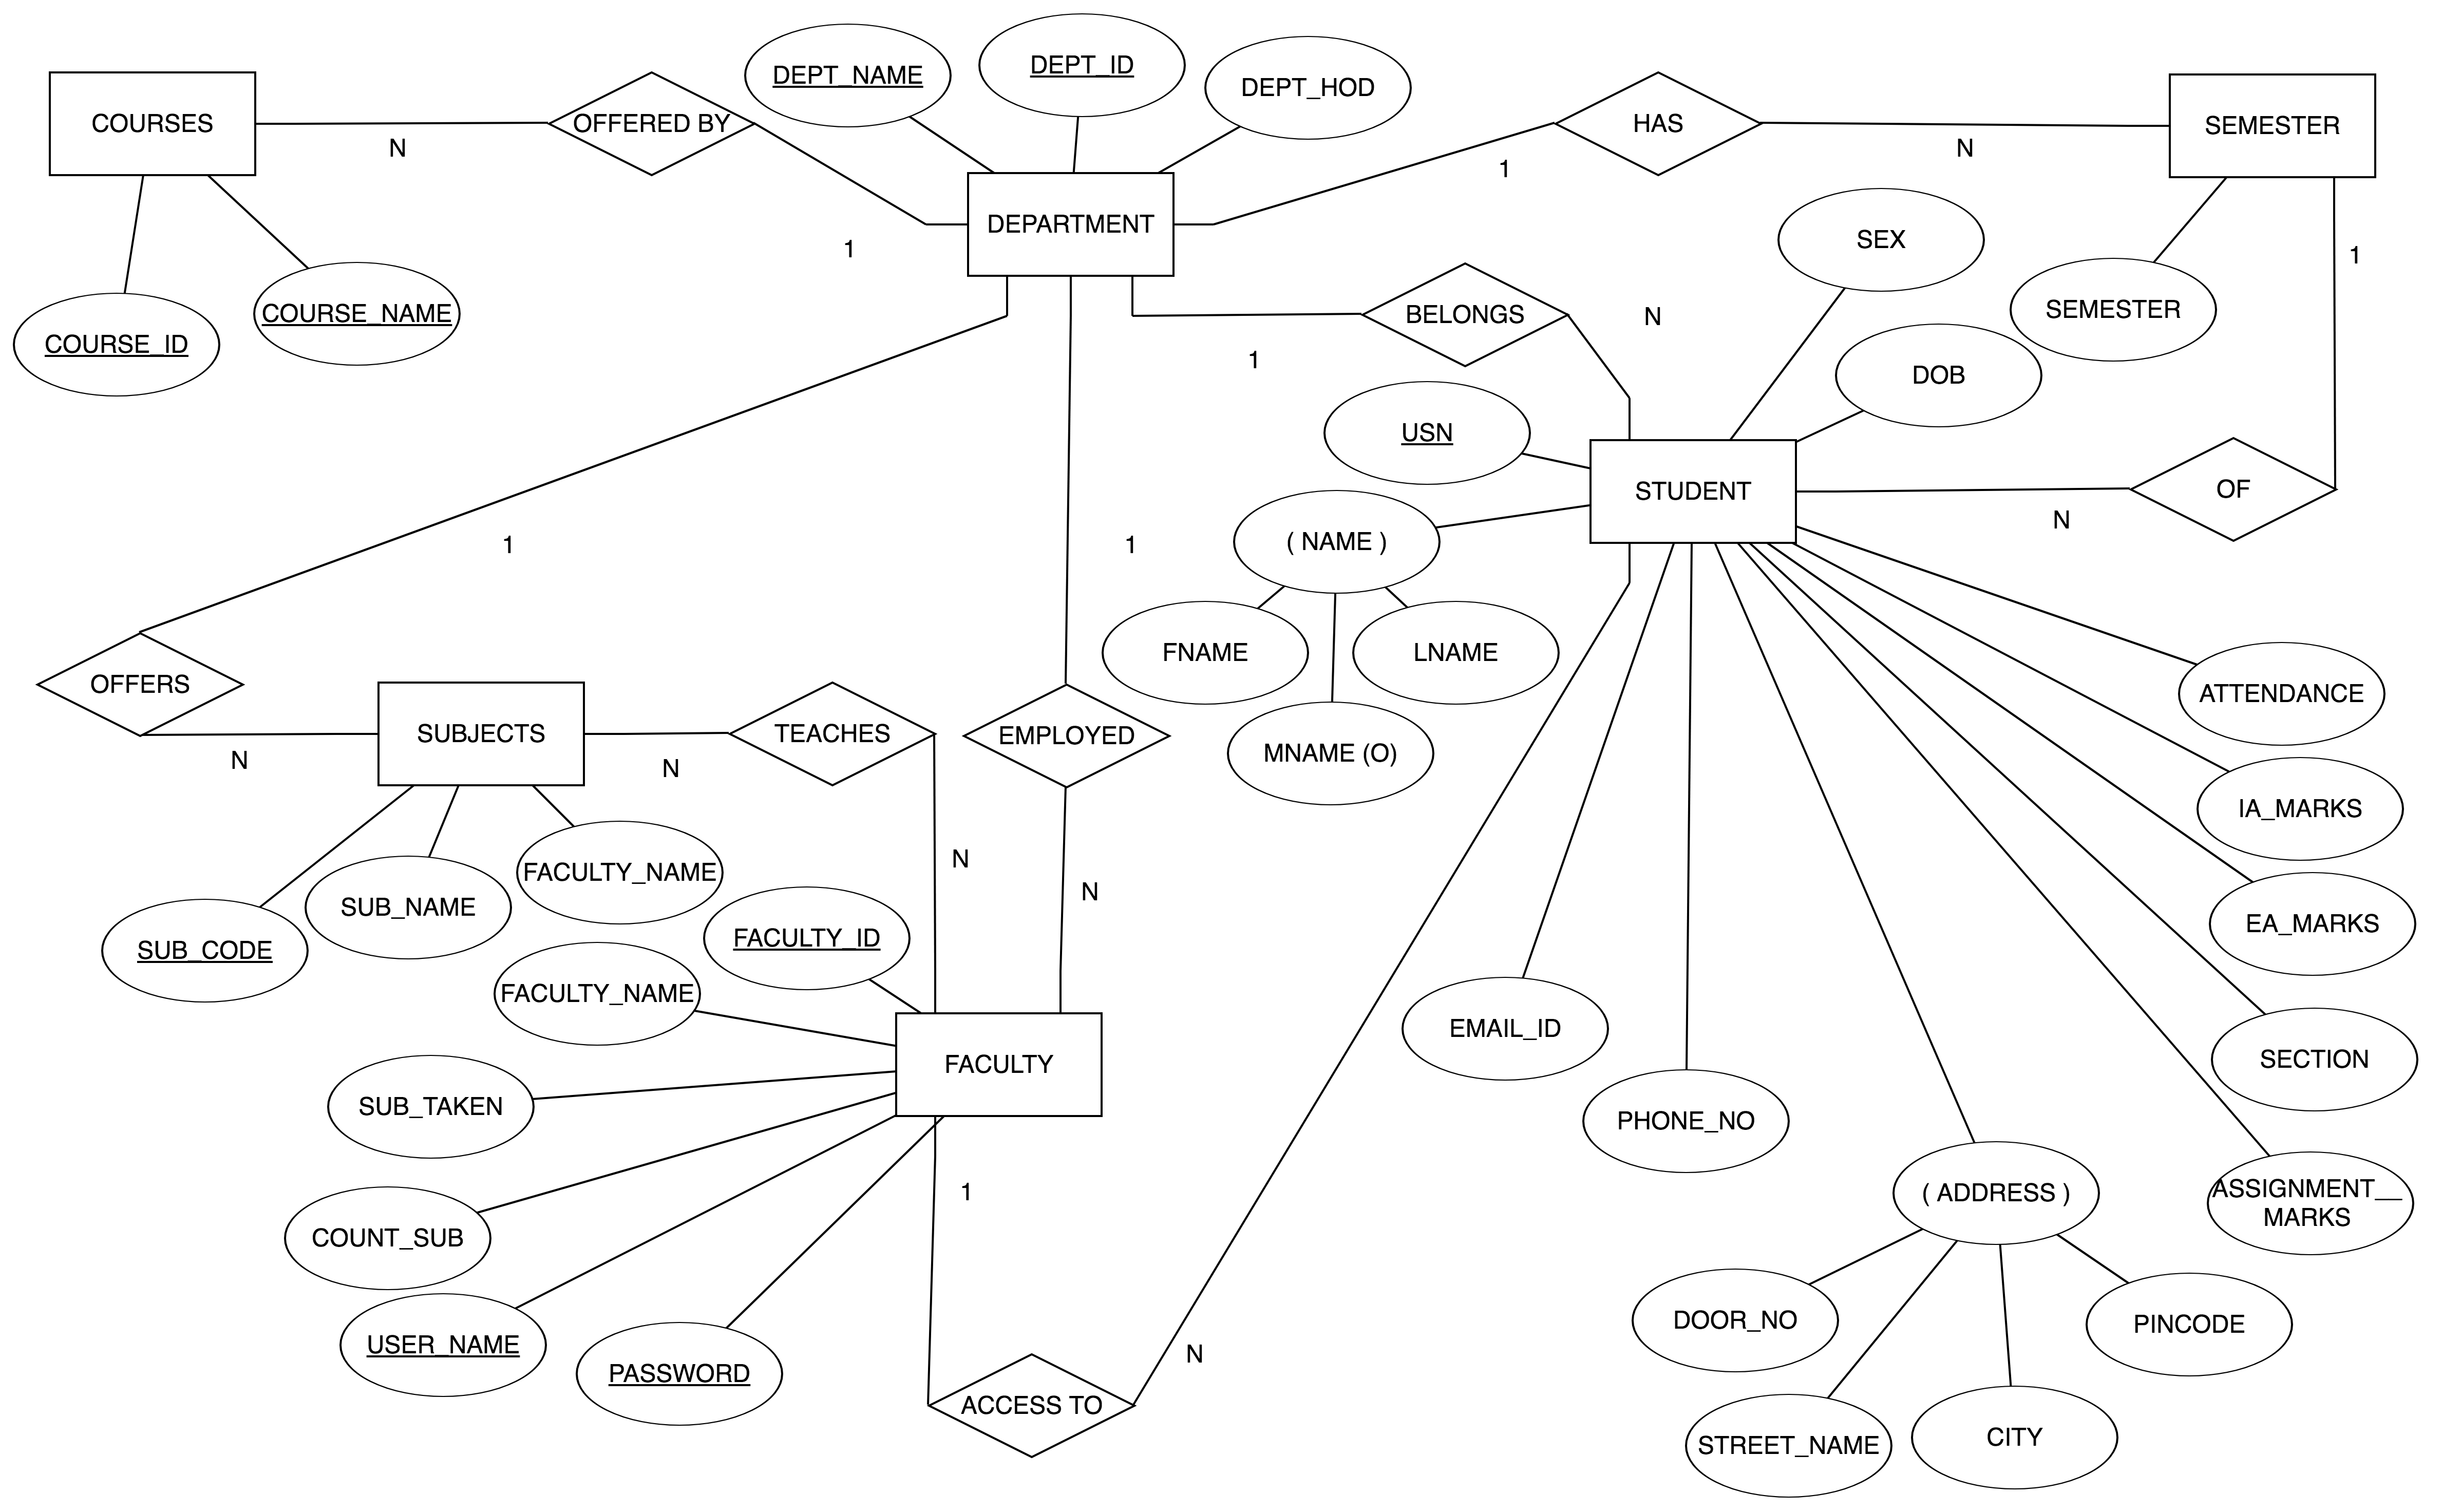 DEPT_NAME
DEPT_ID
DEPT_HOD
COURSES
N
OFFERED BY
HAS
N
SEMESTER
1
DEPARTMENT
1
SEX
1
COURSE_ID
COURSE_NAME
BELONGS
N
SEMESTER
1
DOB
USN
STUDENT
OF
N
( NAME )
1
1
FNAME
LNAME
MNAME (O)
OFFERS
N
SUBJECTS
N
TEACHES
EMPLOYED
ATTENDANCE
IA_MARKS
EA_MARKS
SECTION
ASSIGNMENT__
MARKS
N
N
SUB_CODE
SUB_NAME
FACULTY_NAME
FACULTY_ID
FACULTY_NAME
FACULTY
SUB_TAKEN
COUNT_SUB
USER_NAME
PASSWORD
1
ACCESS TO
N
EMAIL_ID
PHONE_NO
( ADDRESS )
DOOR_NO
STREET_NAME
CITY
PINCODE